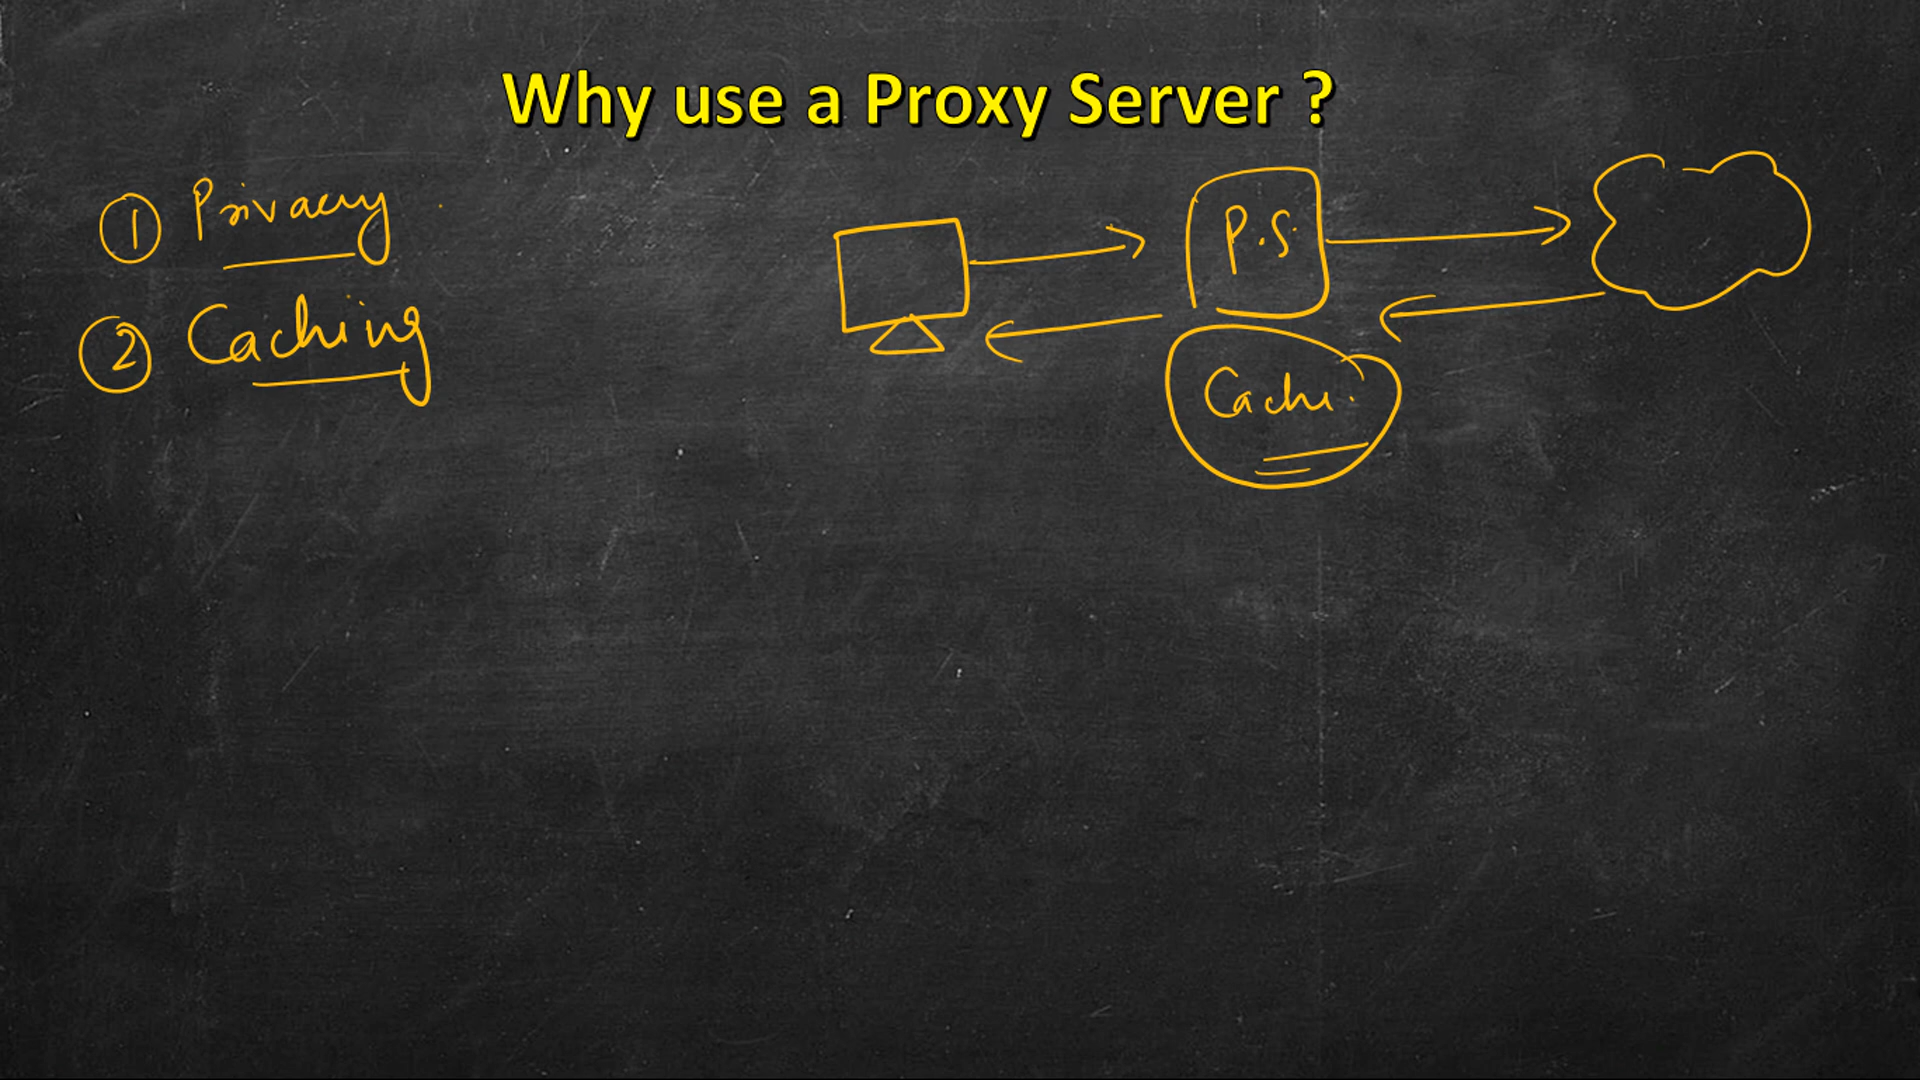 Why use a Proxy Server ?
① Privacy
② Caching
P.S.
Cache.